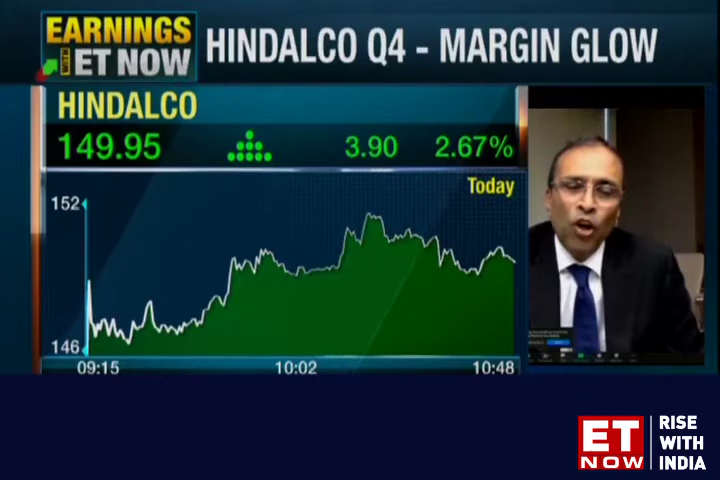 EARNINGS
WITH
ET NOW
HINDALCO Q4 - MARGIN GLOW
HINDALCO
149.95 3.90 2.67%
Today
152
146
09:15 10:02 10:48
ET
NOW
RISE
WITH
INDIA